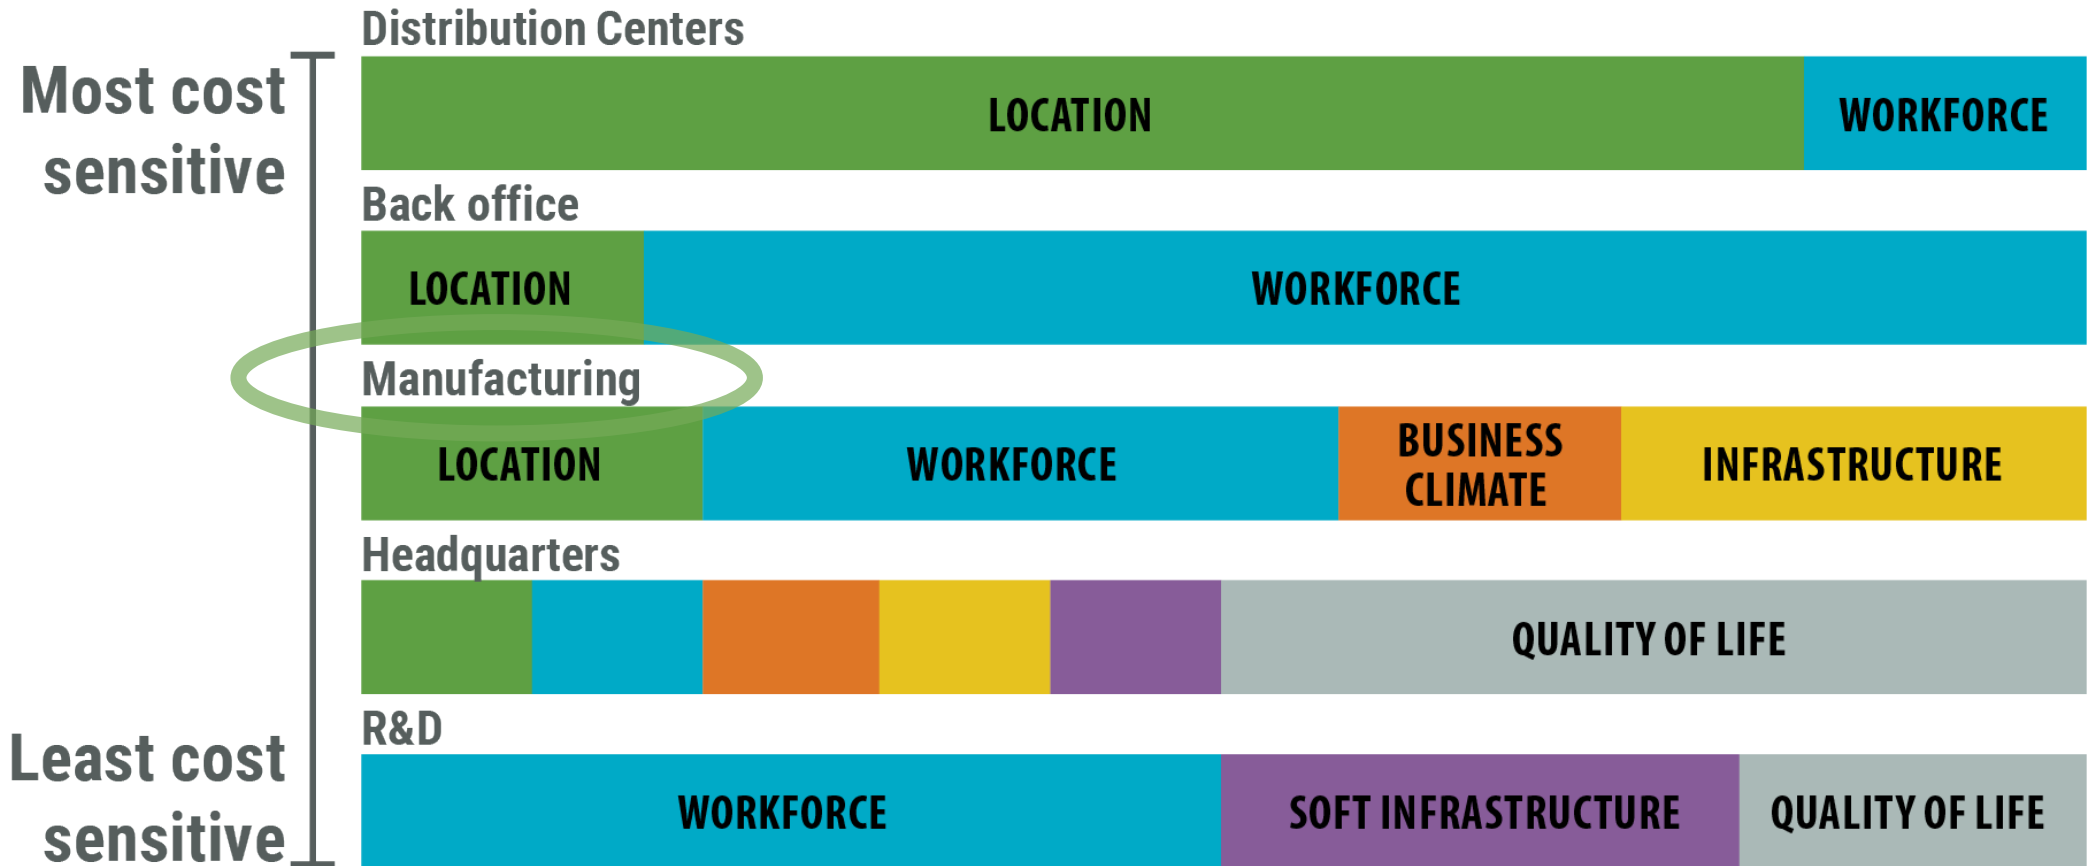 Most cost
sensitive
Distribution Centers
LOCATION
WORKFORCE
Back office
LOCATION
WORKFORCE
Manufacturing
LOCATION
WORKFORCE
BUSINESS
CLIMATE
INFRASTRUCTURE
Headquarters
QUALITY OF LIFE
R&D
WORKFORCE
SOFT INFRASTRUCTURE
QUALITY OF LIFE
Least cost
sensitive